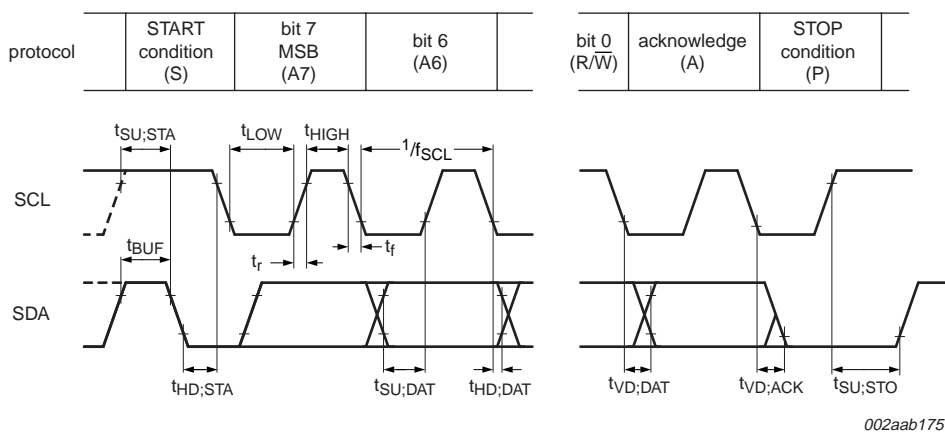 protocol
START
condition
(S)
bit 7
MSB
(A7)
bit 6
(A6)
bit 0
(R/W̅)
acknowledge
(A)
STOP
condition
(P)
tSU;STA
tLOW
tHIGH
1/fSCL
SCL
tBUF
tr
tf
SDA
tHD;STA
tSU;DAT
tHD;DAT
tVD;DAT
tVD;ACK
tSU;STO
002aab175